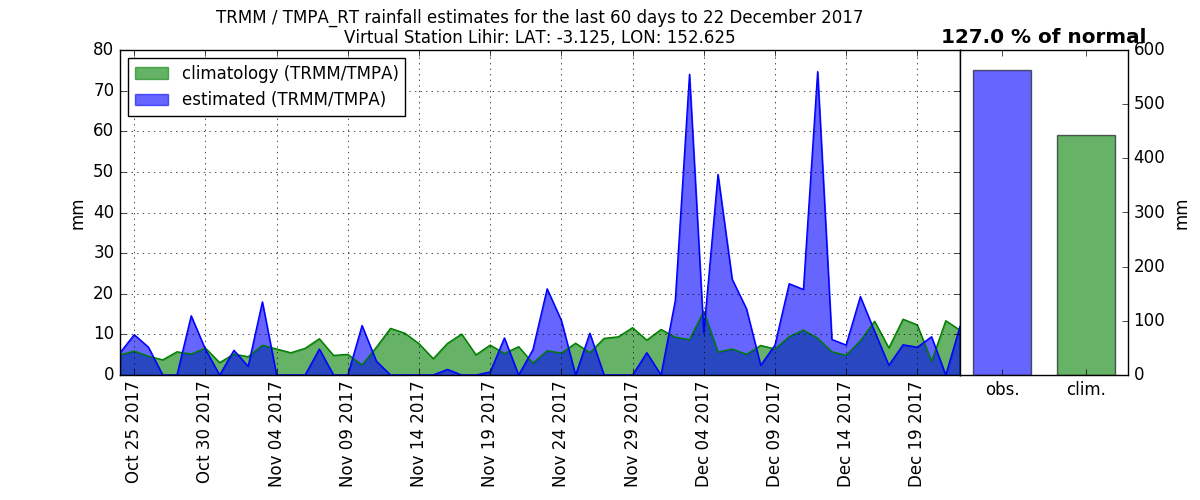 TRMM / TMPA_RT rainfall estimates for the last 60 days to 22 December 2017
Virtual Station Lihir: LAT: -3.125, LON: 152.625
127.0 % of normal
climatology (TRMM/TMPA)
estimated (TRMM/TMPA)
80
70
60
50
40
30
20
10
0
mm
Oct 25 2017
Oct 30 2017
Nov 04 2017
Nov 09 2017
Nov 14 2017
Nov 19 2017
Nov 24 2017
Nov 29 2017
Dec 04 2017
Dec 09 2017
Dec 14 2017
Dec 19 2017
obs.
clim.
600
500
400
300
200
100
0
mm